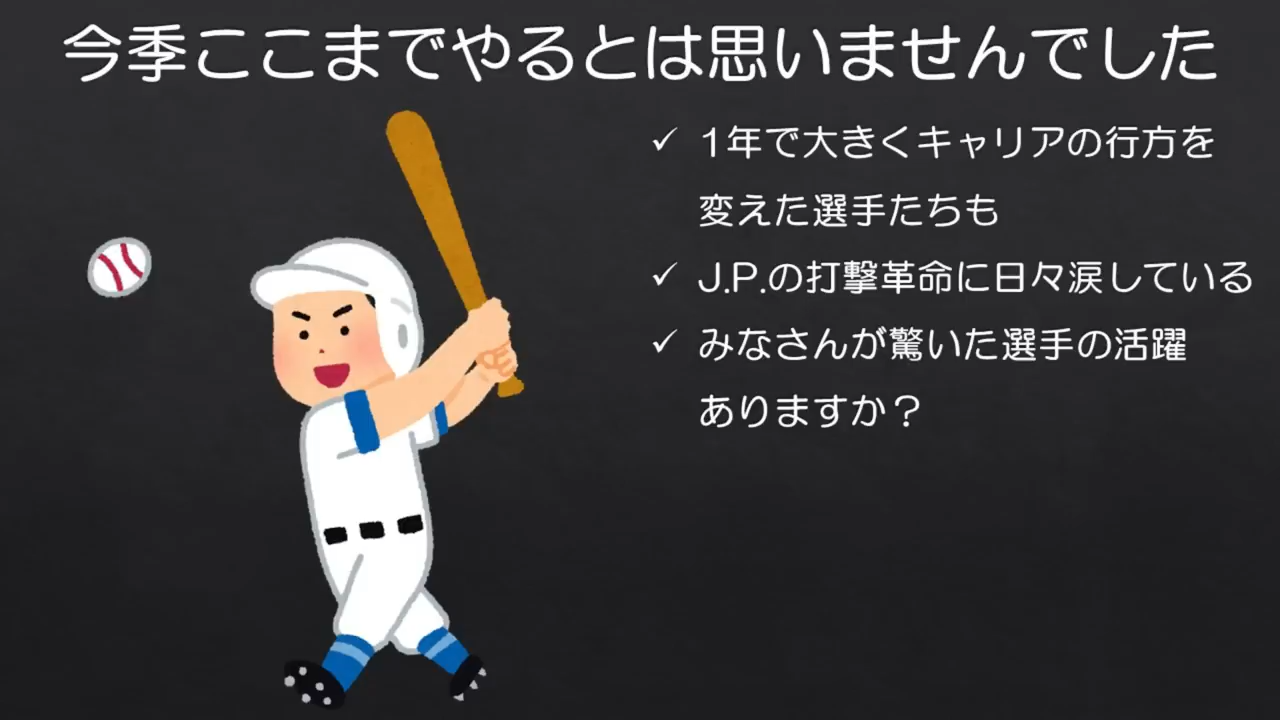 今季ここまでやるとは思いませんでした
✓ 1年で大きくキャリアの行方を
変えた選手たちも
✓ J.P.の打撃革命に日々涙している
✓ みなさんが驚いた選手の活躍
ありますか？